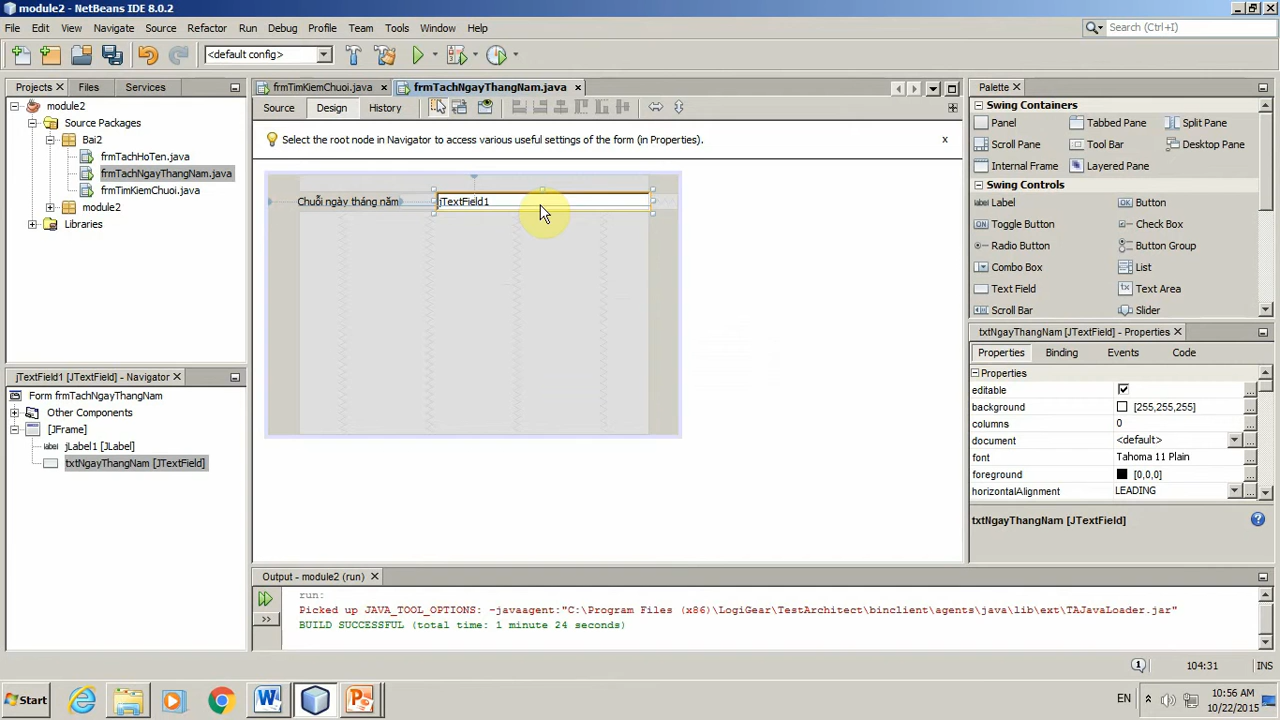 module2 - NetBeans IDE 8.0.2
File Edit View Navigate Source Refactor Run Debug Profile Team Tools Window Help
Search (Ctrl+I)
<default config>
Projects Files Services
frmTimKiemChuoi.java frmTachNgayThangNam.java
Palette
module2
Source Packages
Bai2
frmTachHoTen.java
frmTachNgayThangNam.java
frmTimKiemChuoi.java
module2
Libraries
Source Design History
Select the root node in Navigator to access various useful settings of the form (in Properties).
Chuỗi ngày tháng năm
jTextField1
Swing Containers
Panel Tabbed Pane Split Pane
Scroll Pane Tool Bar Desktop Pane
Internal Frame Layered Pane
Swing Controls
Label Button
Toggle Button Check Box
Radio Button Button Group
Combo Box List
Text Field Text Area
Scroll Bar Slider
jTextField1 [JTextField] - Navigator
Form frmTachNgayThangNam
Other Components
[JFrame]
jLabel1 [JLabel]
txtNgayThangNam [JTextField]
txtNgayThangNam [JTextField] - Properties
Properties Binding Events Code
Properties
editable
background [255,255,255]
columns 0
document <default>
font Tahoma 11 Plain
foreground [0,0,0]
horizontalAlignment LEADING
txtNgayThangNam [JTextField]
Output - module2 (run)
run:
Picked up JAVA_TOOL_OPTIONS: -javaagent:"C:\Program Files (x86)\LogiGear\TestArchitect\binclient\agents\java\lib\ext\TAJavaLoader.jar"
BUILD SUCCESSFUL (total time: 1 minute 24 seconds)
1 104:31 INS
Start
EN
10:56 AM
10/22/2015